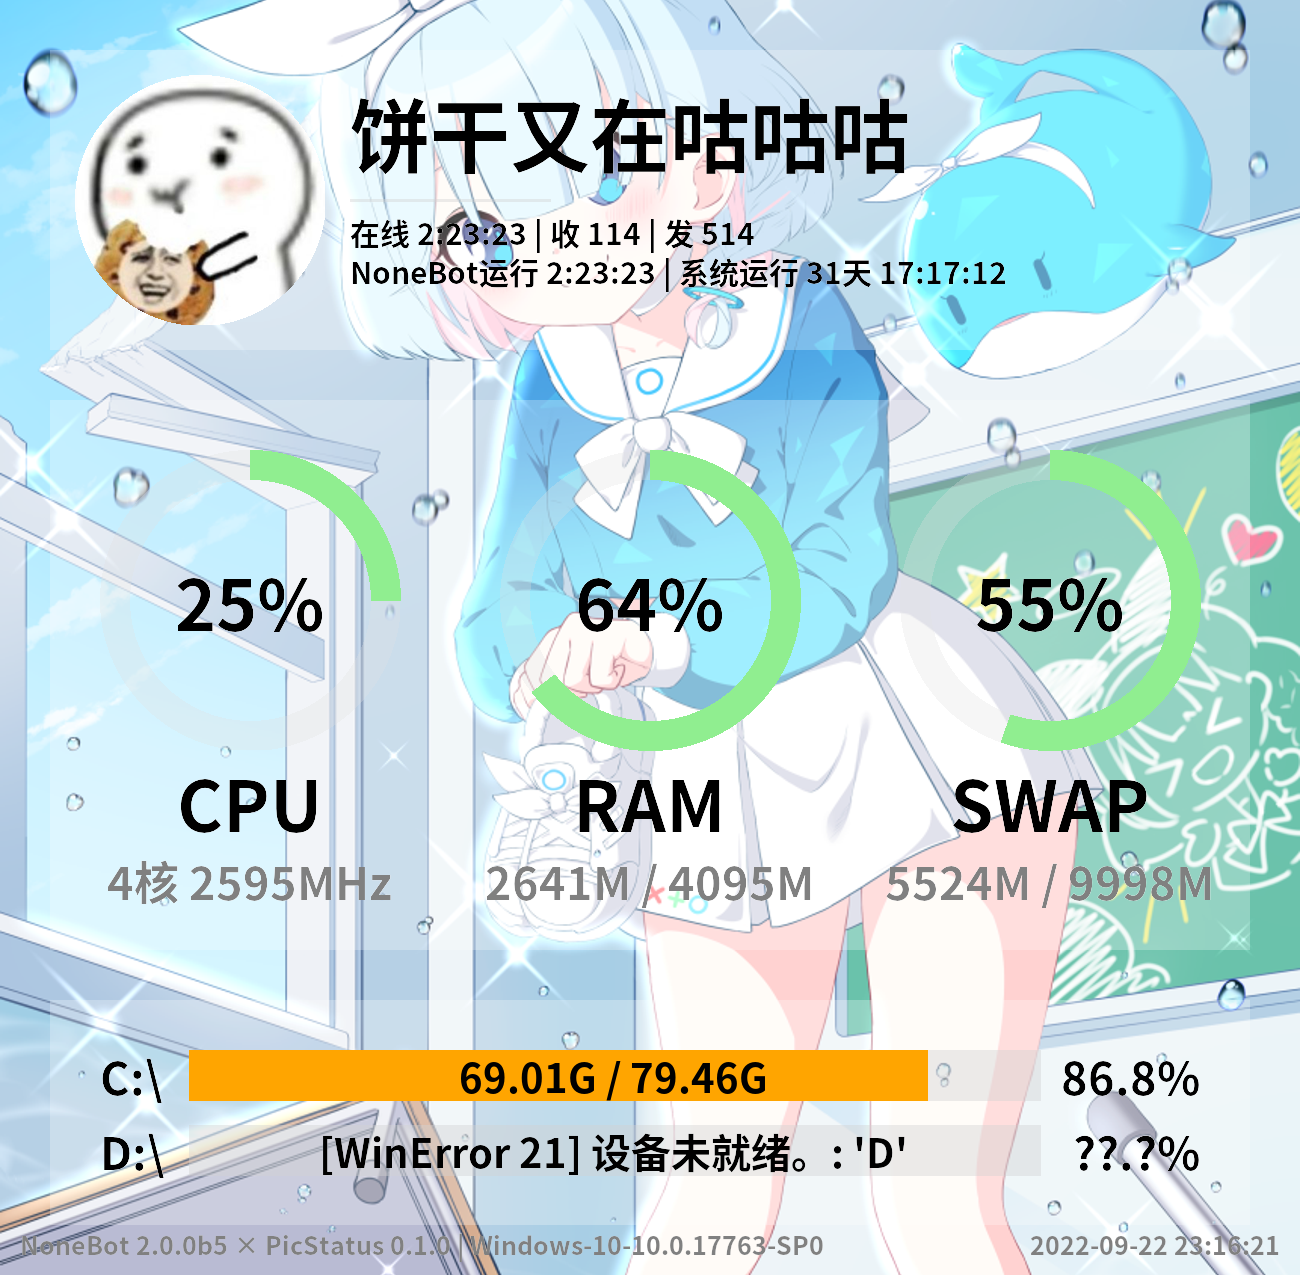 饼干又在咕咕咕
在线 2:23:23 | 收 114 | 发 514
NoneBot运行 2:23:23 | 系统运行 31天 17:17:12
25% 64% 55%
CPU RAM SWAP
4核 2595MHz 2641M / 4095M 5524M / 9998M
C:\ 69.01G / 79.46G 86.8%
D:\ [WinError 21] 设备未就绪。: 'D' ??.?%
NoneBot 2.0.0b5 × PicStatus 0.1.0 | Windows-10-10.0.17763-SP0 2022-09-22 23:16:21